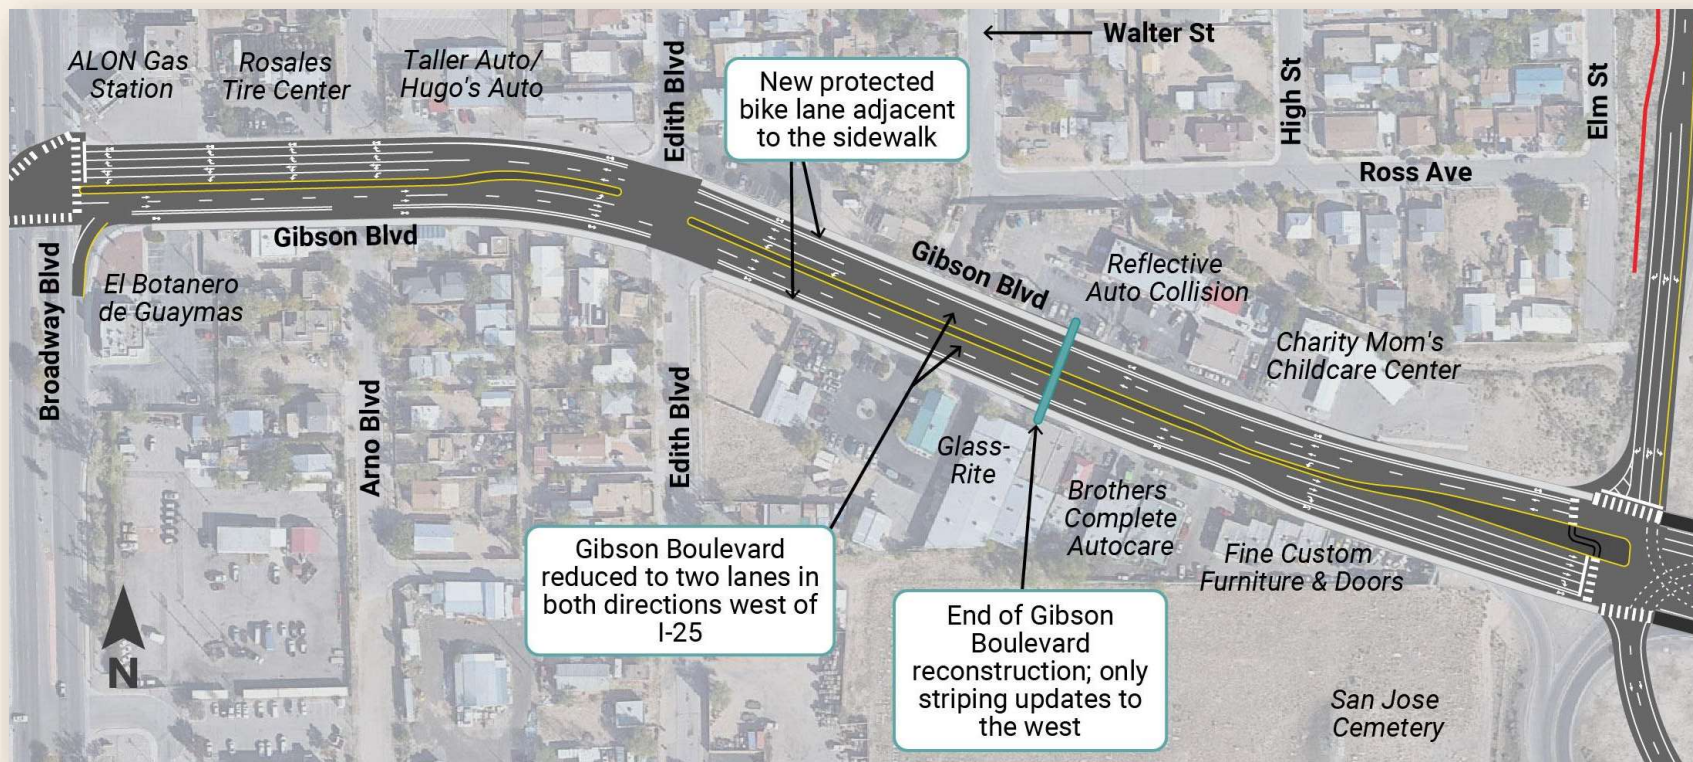 ALON Gas
Station
Rosales
Tire Center
Taller Auto/
Hugo's Auto
Edith Blvd
New protected
bike lane adjacent
to the sidewalk
Walter St
High St
Elm St
Ross Ave
Gibson Blvd
Broadway Blvd
El Botanero
de Guaymas
Arno Blvd
Edith Blvd
Gibson Blvd
Reflective
Auto Collision
Charity Mom's
Childcare Center
Glass-
Rite
Brothers
Complete
Autocare
Fine Custom
Furniture & Doors
Gibson Boulevard
reduced to two lanes in
both directions west of
I-25
End of Gibson
Boulevard
reconstruction; only
striping updates to
the west
San Jose
Cemetery
N